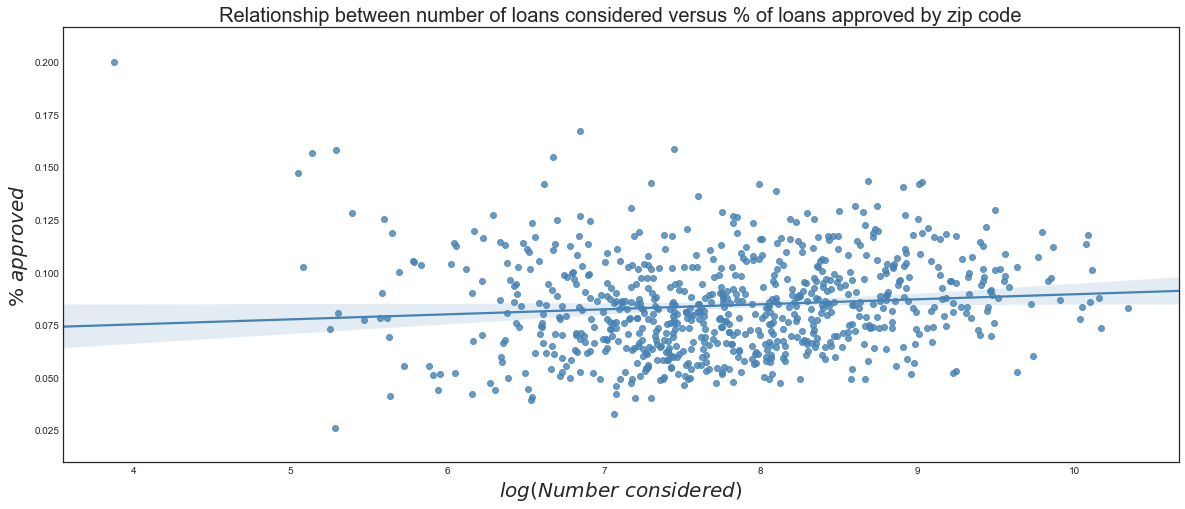 Relationship between number of loans considered versus % of loans approved by zip code
0.200
0.175
0.150
0.125
0.100
0.075
0.050
0.025
% approved
4 5 6 7 8 9 10
log(Number considered)